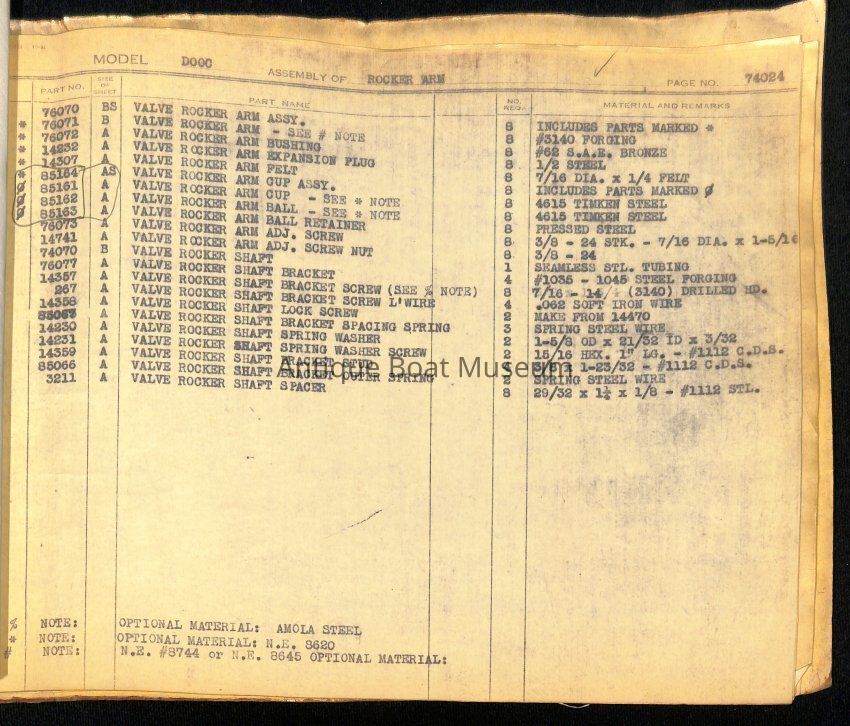 MODEL D00C ASSEMBLY OF ROCKER ARM PAGE NO. 74024
PART NO. SIZE OF SHEET PART NAME NO. REQ. MATERIAL AND REMARKS
76070 BS VALVE ROCKER ARM ASSY. 8 INCLUDES PARTS MARKED *
* 76071 B VALVE ROCKER ARM - SEE # NOTE 8 #3140 FORGING
* 76072 A VALVE ROCKER ARM BUSHING 8 #62 S.A.E. BRONZE
* 14232 A VALVE ROCKER ARM EXPANSION PLUG 8 1/2 STEEL
* 14307 A VALVE ROCKER ARM FELT 8 7/16 DIA. x 1/4 FELT
* 85164 AS VALVE ROCKER ARM CUP ASSY. 8 INCLUDES PARTS MARKED Ø
Ø 85161 A VALVE ROCKER ARM CUP - SEE * NOTE 8 4615 TIMKEN STEEL
Ø 85162 A VALVE ROCKER ARM BALL - SEE * NOTE 8 4615 TIMKEN STEEL
Ø 85163 A VALVE ROCKER ARM BALL RETAINER 8 PRESSED STEEL
76073 A VALVE ROCKER ARM ADJ. SCREW 8 3/8 - 24 STK. - 7/16 DIA. x 1-5/16
14741 A VALVE ROCKER ARM ADJ. SCREW NUT 8 3/8 - 24
74070 B VALVE ROCKER SHAFT 1 SEAMLESS STL. TUBING
76077 A VALVE ROCKER SHAFT BRACKET 4 #1035 - 1045 STEEL FORGING
14357 A VALVE ROCKER SHAFT BRACKET SCREW (SEE % NOTE) 8 7/16 - 14 (3140) DRILLED HD.
267 A VALVE ROCKER SHAFT BRACKET SCREW L'WIRE 4 .062 SOFT IRON WIRE
14358 A VALVE ROCKER SHAFT LOCK SCREW 2 MAKE FROM 14470
85067 A VALVE ROCKER SHAFT BRACKET SPACING SPRING 3 SPRING STEEL WIRE
14230 A VALVE ROCKER SHAFT SPRING WASHER 2 1-5/8 OD x 21/32 ID x 3/32
14231 A VALVE ROCKER SHAFT SPRING WASHER SCREW 2 15/16 HEX. 1" LG. - #1112 C.D.S.
14359 A VALVE ROCKER SHAFT BRACKET STUD 1-23/32 - #1112 C.D.S.
85066 A VALVE ROCKER SHAFT BRACKET OUTER SPRING 2 SPRING STEEL WIRE
3211 A VALVE ROCKER SHAFT SPACER 8 29/32 x 1½ x 1/8 - #1112 STL.
Antique Boat Museum
% NOTE: OPTIONAL MATERIAL: AMOLA STEEL
* NOTE: OPTIONAL MATERIAL: N.E. 8620
# NOTE: N.E. #8744 or N.E. 8645 OPTIONAL MATERIAL: